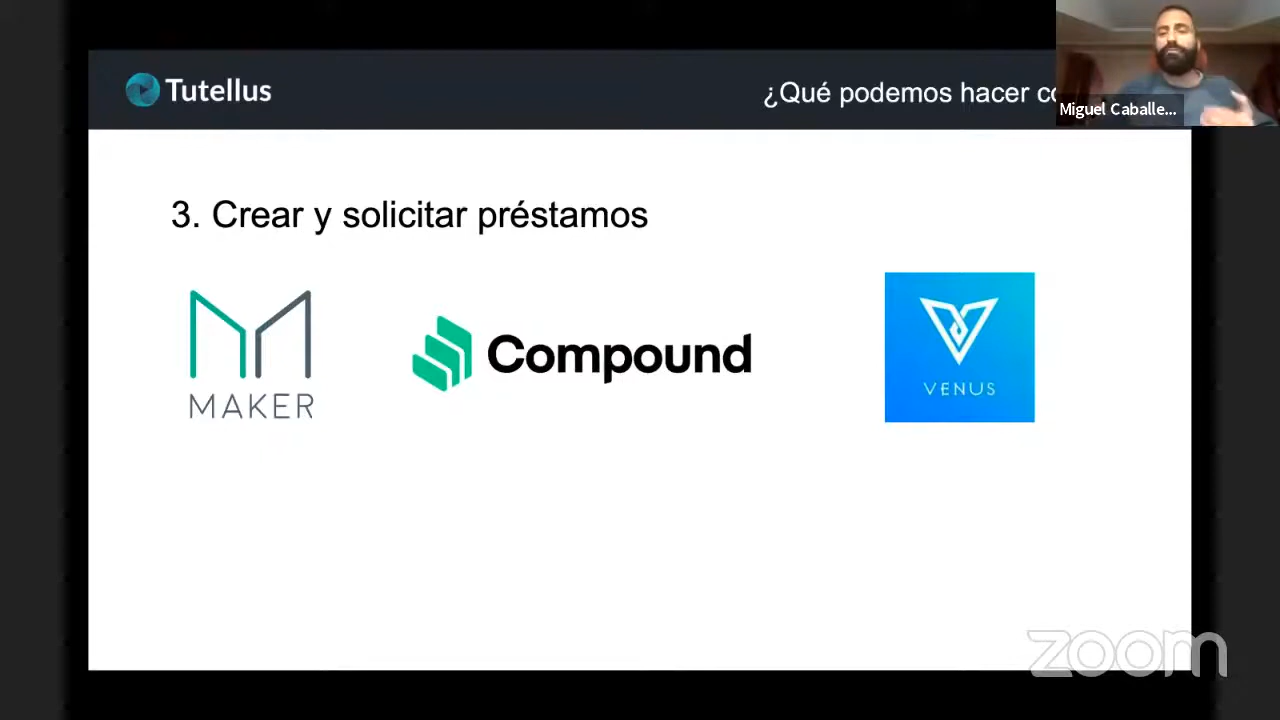 Tutellus
¿Qué podemos hacer co
Miguel Caballe...
3. Crear y solicitar préstamos
MAKER
Compound
VENUS
zoom